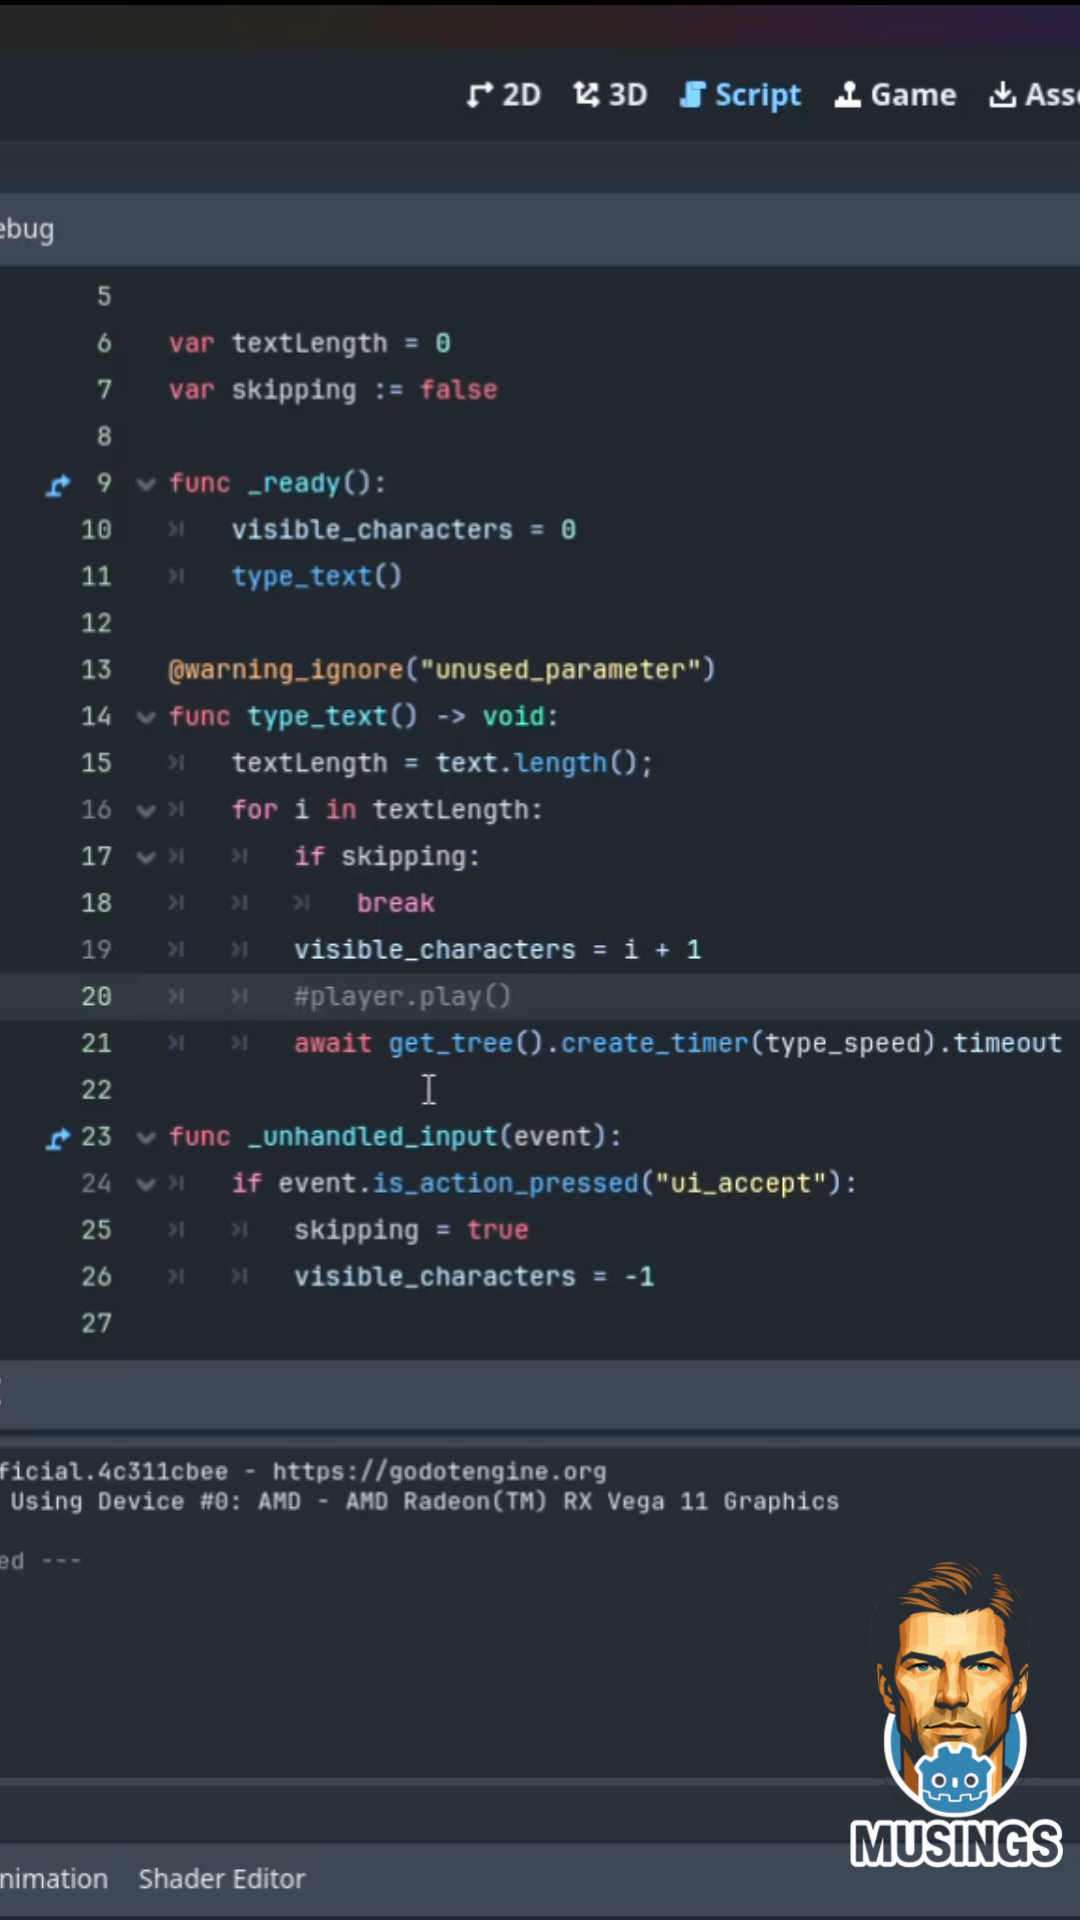 2D 3D Script Game Asse
ebug
5
6 var textLength = 0
7 var skipping := false
8
9 func _ready():
10 visible_characters = 0
11 type_text()
12
13 @warning_ignore("unused_parameter")
14 func type_text() -> void:
15 textLength = text.length();
16 for i in textLength:
17 if skipping:
18 break
19 visible_characters = i + 1
20 #player.play()
21 await get_tree().create_timer(type_speed).timeout
22
23 func _unhandled_input(event):
24 if event.is_action_pressed("ui_accept"):
25 skipping = true
26 visible_characters = -1
27
ficial.4c311cbee - https://godotengine.org
Using Device #0: AMD - AMD Radeon(TM) RX Vega 11 Graphics
ed ---
MUSINGS
nimation Shader Editor